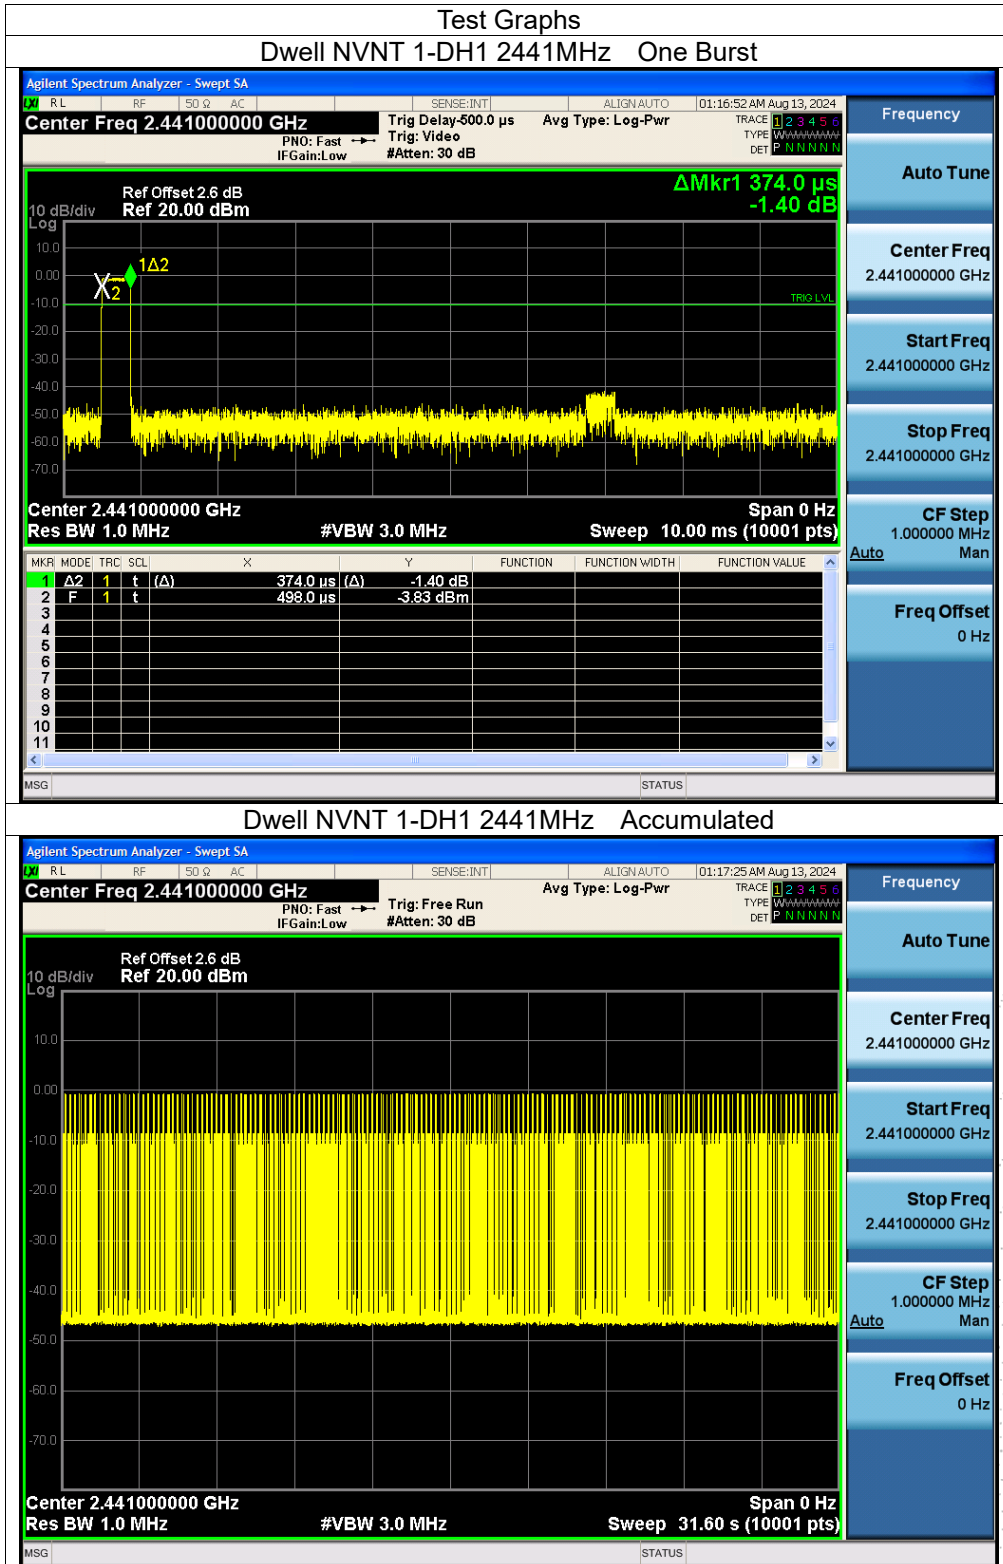 Test Graphs
Dwell NVNT 1-DH1 2441MHz One Burst
Agilent Spectrum Analyzer - Swept SA
LXI RL RF 50 Ω AC SENSE:INT ALIGN AUTO 01:16:52 AM Aug 13, 2024
Center Freq 2.441000000 GHz Trig Delay-500.0 µs Avg Type: Log-Pwr TRACE 1 2 3 4 5 6
PNO: Fast Trig: Video TYPE WWWWWW
IFGain:Low #Atten: 30 dB DET P N N N N N
Frequency
Auto Tune
Center Freq
2.441000000 GHz
Start Freq
2.441000000 GHz
Stop Freq
2.441000000 GHz
CF Step
1.000000 MHz
Auto Man
Freq Offset
0 Hz
ΔMkr1 374.0 µs
-1.40 dB
Ref Offset 2.6 dB
10 dB/div Ref 20.00 dBm
Log
10.0
0.00
-10.0
-20.0
-30.0
-40.0
-50.0
-60.0
-70.0
1Δ2
2
TRIG LVL
Center 2.441000000 GHz Span 0 Hz
Res BW 1.0 MHz #VBW 3.0 MHz Sweep 10.00 ms (10001 pts)
MKR MODE TRC SCL X Y FUNCTION FUNCTION WIDTH FUNCTION VALUE
1 Δ2 1 t (Δ) 374.0 µs (Δ) -1.40 dB
2 F 1 t 498.0 µs -3.83 dBm
3
4
5
6
7
8
9
10
11
MSG STATUS
Dwell NVNT 1-DH1 2441MHz Accumulated
Agilent Spectrum Analyzer - Swept SA
LXI RL RF 50 Ω AC SENSE:INT ALIGN AUTO 01:17:25 AM Aug 13, 2024
Center Freq 2.441000000 GHz Avg Type: Log-Pwr TRACE 1 2 3 4 5 6
PNO: Fast Trig: Free Run TYPE WWWWWW
IFGain:Low #Atten: 30 dB DET P N N N N N
Frequency
Auto Tune
Center Freq
2.441000000 GHz
Start Freq
2.441000000 GHz
Stop Freq
2.441000000 GHz
CF Step
1.000000 MHz
Auto Man
Freq Offset
0 Hz
Ref Offset 2.6 dB
10 dB/div Ref 20.00 dBm
Log
10.0
0.00
-10.0
-20.0
-30.0
-40.0
-50.0
-60.0
-70.0
Center 2.441000000 GHz Span 0 Hz
Res BW 1.0 MHz #VBW 3.0 MHz Sweep 31.60 s (10001 pts)
MSG STATUS